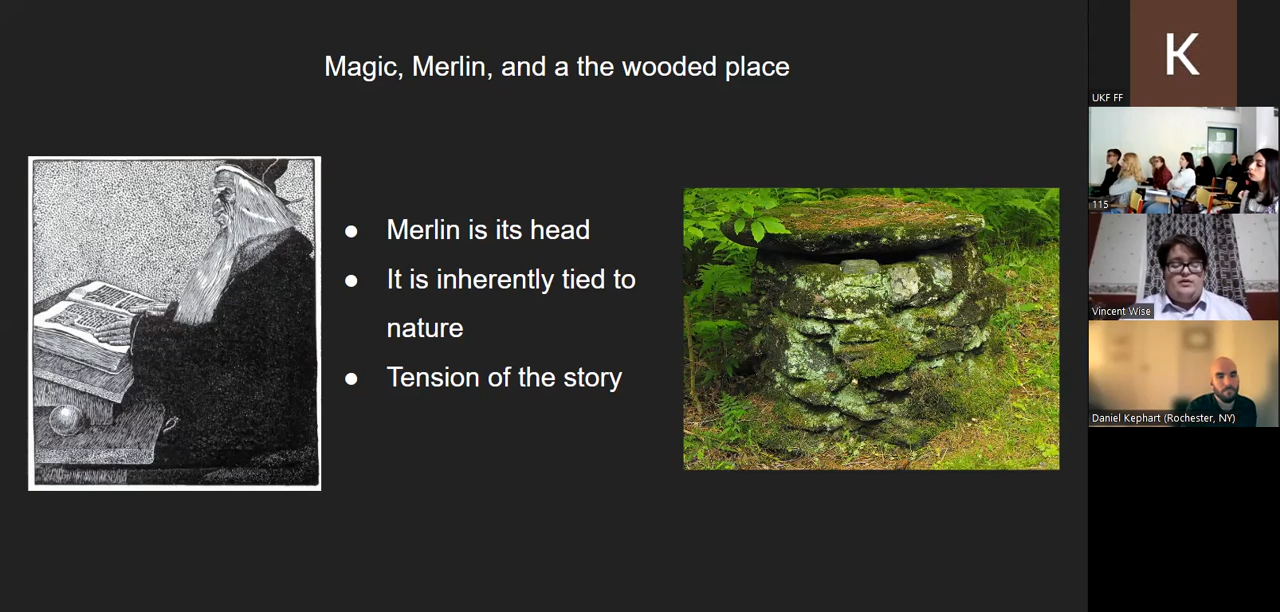 Magic, Merlin, and a the wooded place
Merlin is its head
It is inherently tied to
nature
Tension of the story
K
UKF FF
115
Vincent Wise
Daniel Kephart (Rochester, NY)